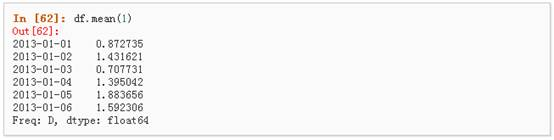 In [62]: df.mean(1)
Out[62]:
2013-01-01    0.872735
2013-01-02    1.431621
2013-01-03    0.707731
2013-01-04    1.395042
2013-01-05    1.883656
2013-01-06    1.592306
Freq: D, dtype: float64